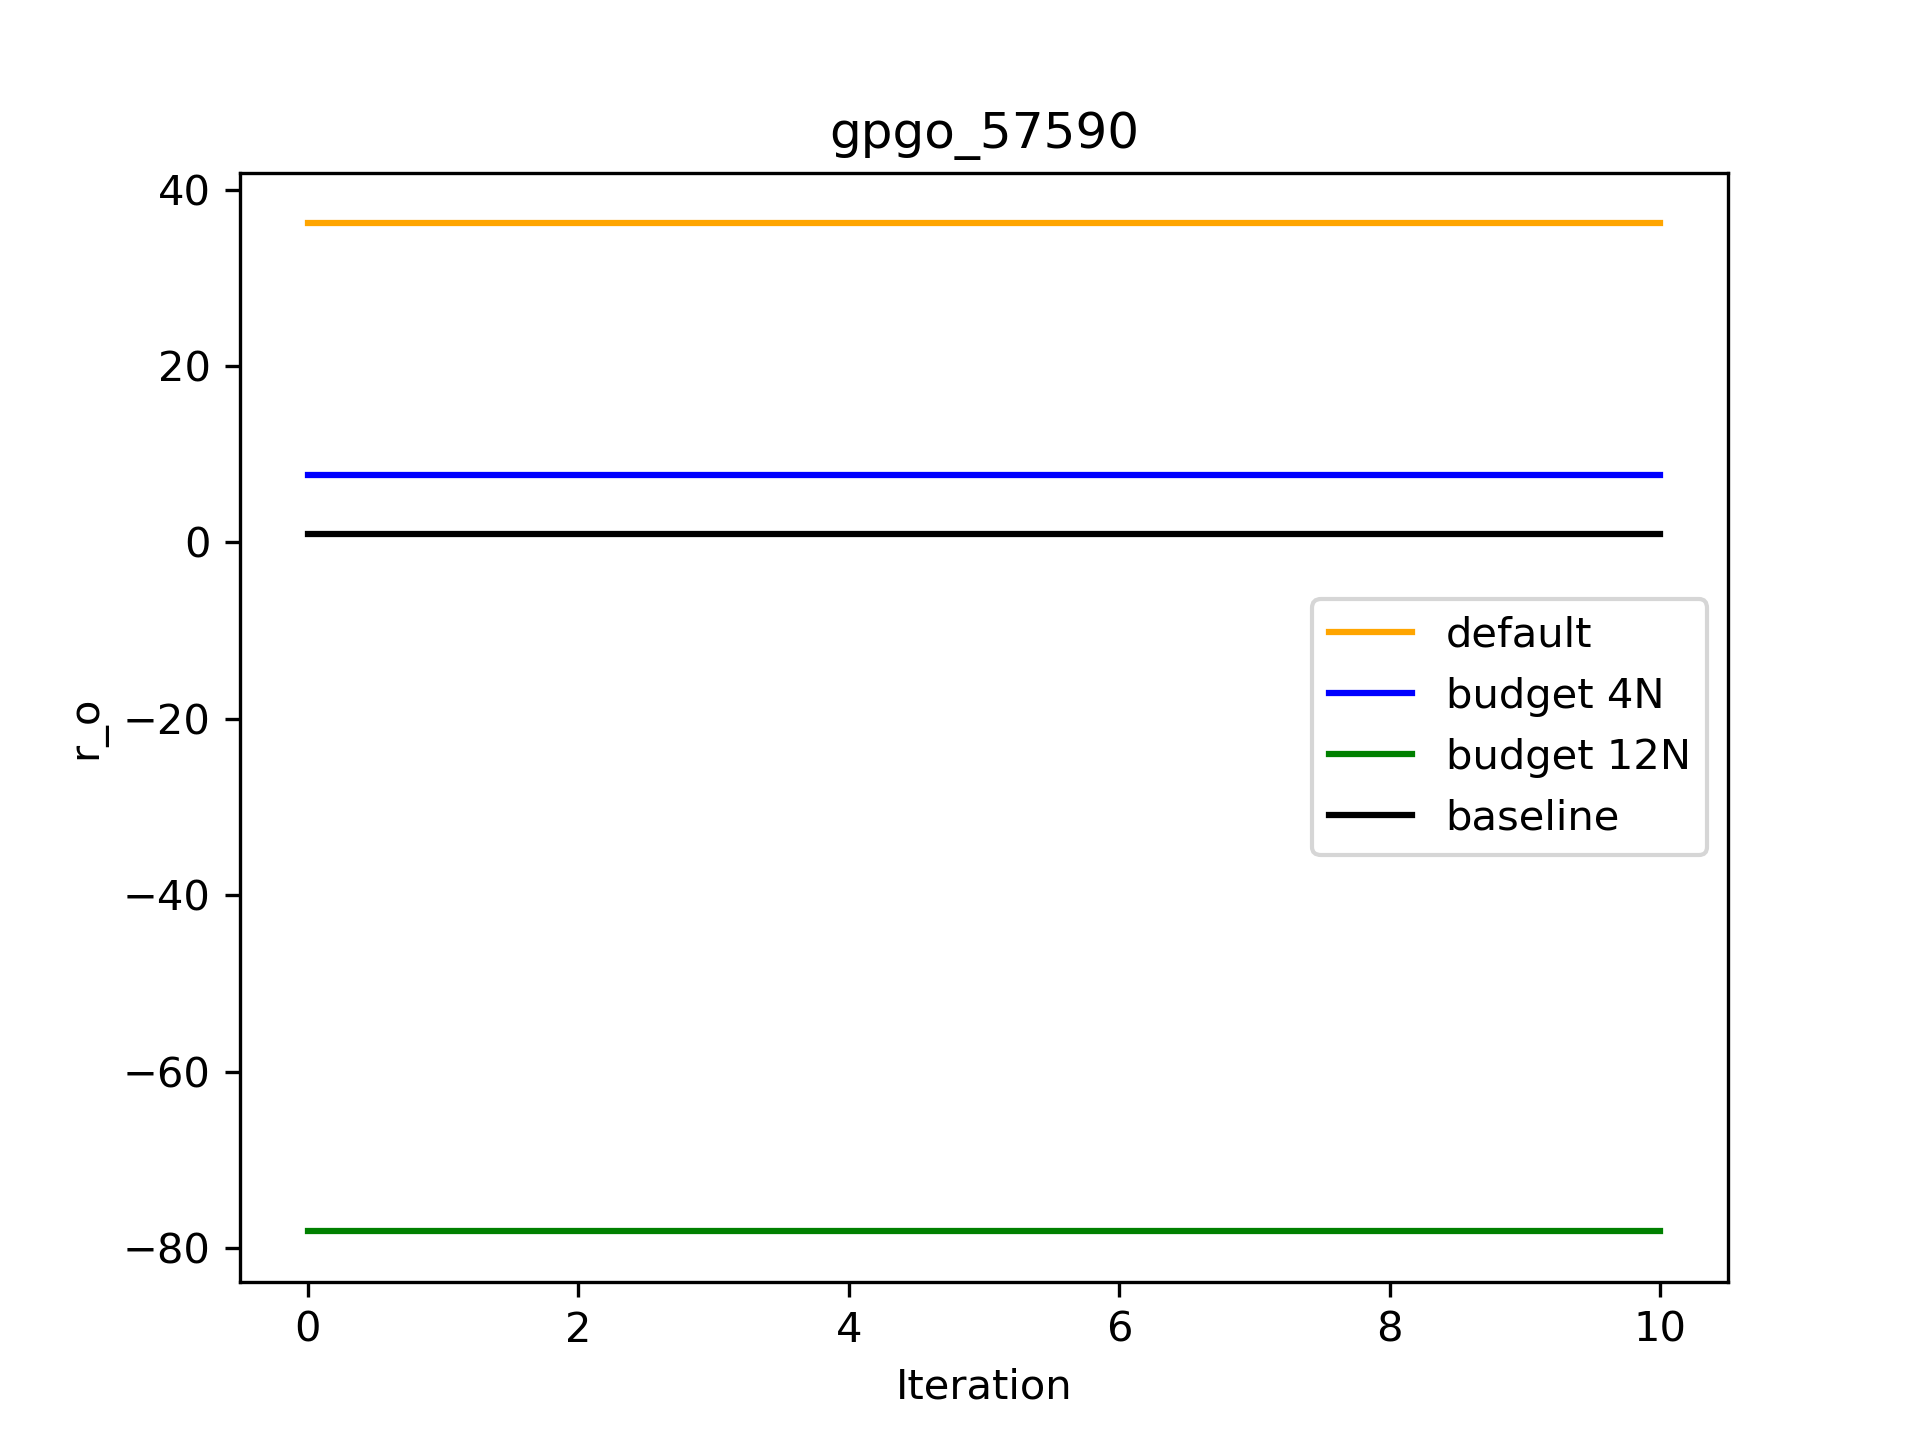 gpgo_57590
40
20
0
−20
−40
−60
−80
r_o
default
budget 4N
budget 12N
baseline
0 2 4 6 8 10
Iteration